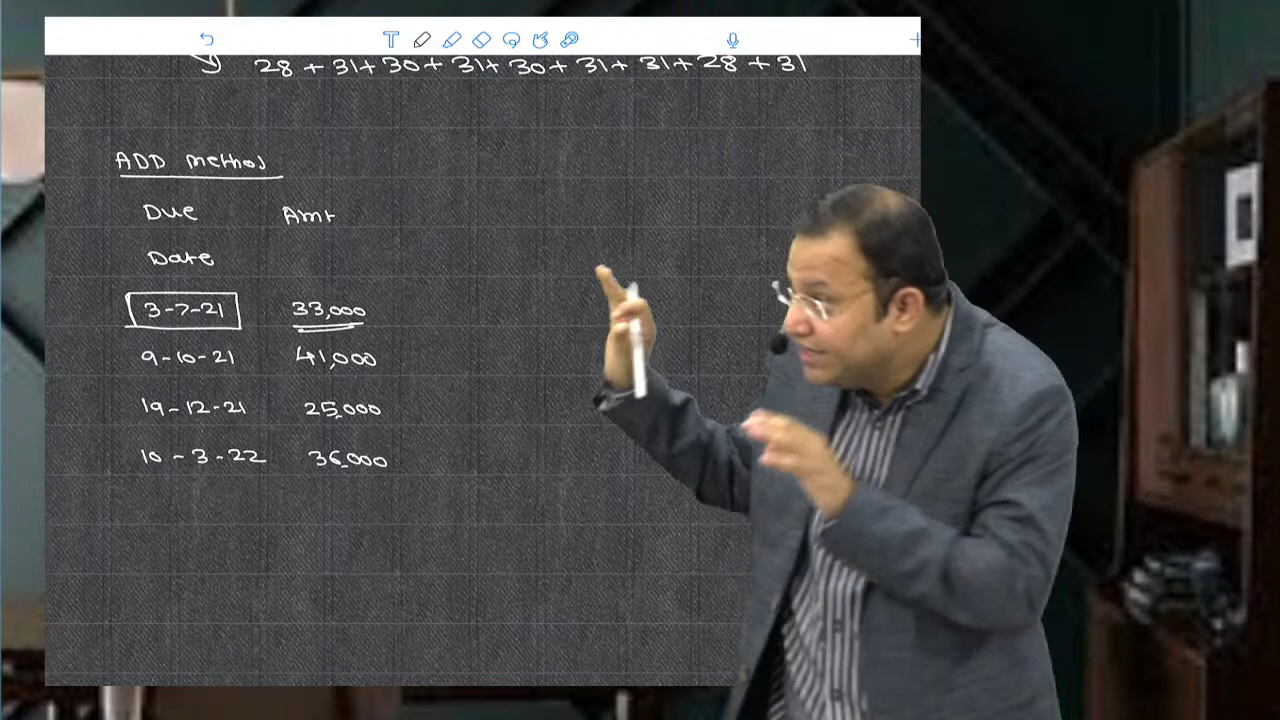 28 + 31 + 30 + 31 + 30 + 31 + 31 + 28 + 31
ADD method
Due Amt
Date
3-7-21 33,000
9-10-21 41,000
19-12-21 25,000
10-3-22 36,000